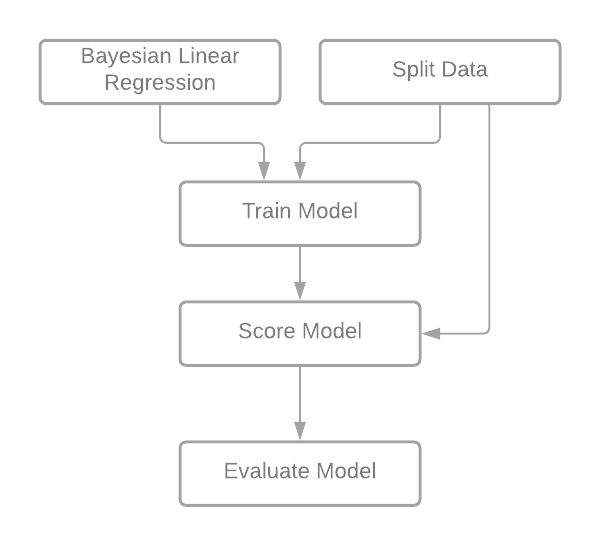 Bayesian Linear
Regression
Split Data
Train Model
Score Model
Evaluate Model